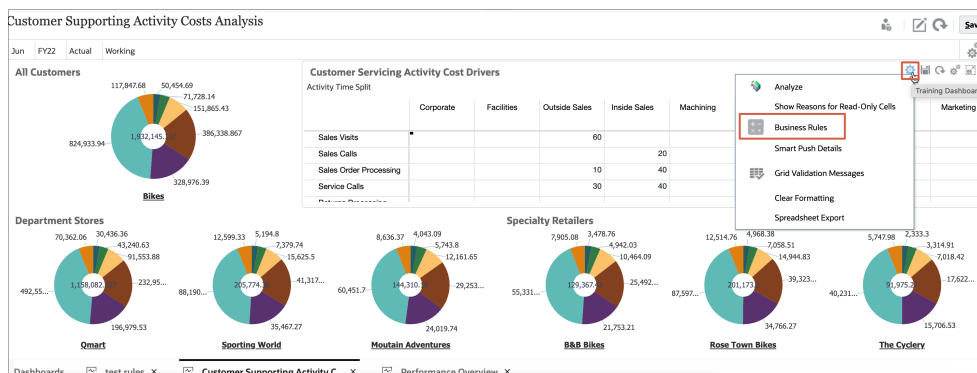 Customer Supporting Activity Costs Analysis
Jun FY22 Actual Working
All Customers
117,847.68 50,454.69
71,728.14
151,865.43
386,338.867
824,933.94
328,976.39
Bikes
Customer Servicing Activity Cost Drivers
Activity Time Split
Corporate Facilities Outside Sales Inside Sales Machining Marketing
Sales Visits 60
Sales Calls 20
Sales Order Processing 10 40
Service Calls 30 40
Analyze
Show Reasons for Read-Only Cells
Business Rules
Smart Push Details
Grid Validation Messages
Clear Formatting
Spreadsheet Export
Department Stores
70,362.06 30,436.36
43,240.63
91,553.88
232,95...
492,55...
196,979.53
Qmart
12,599.33 5,194.8
7,379.74
15,625.5
41,317...
88,190...
205,774.
35,467.27
Sporting World
8,636.37 4,043.09
5,743.8
12,161.65
29,253...
60,451.7
144,310.
24,019.74
Moutain Adventures
Specialty Retailers
7,905.08 3,478.76
4,942.03
10,464.09
25,492...
55,331...
129,367.
21,753.21
B&B Bikes
12,514.76 4,968.38
7,058.51
14,944.83
39,323...
87,597...
201,173.
34,766.27
Rose Town Bikes
5,747.98 2,333.3
3,314.91
7,018.42
17,622...
40,231...
91,975.
15,706.53
The Cyclery
Dashboards test rules × Customer Supporting Activity C... × Performance Overview ×